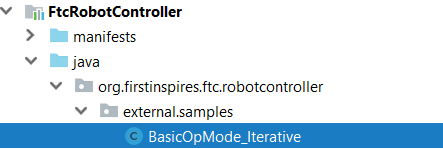 FtcRobotController
manifests
java
org.firstinspires.ftc.robotcontroller
external.samples
BasicOpMode_Iterative